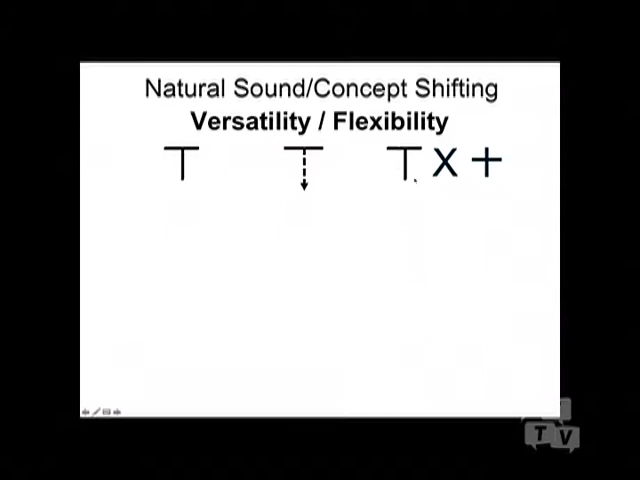 Natural Sound/Concept Shifting
Versatility / Flexibility
T T T X +
T V